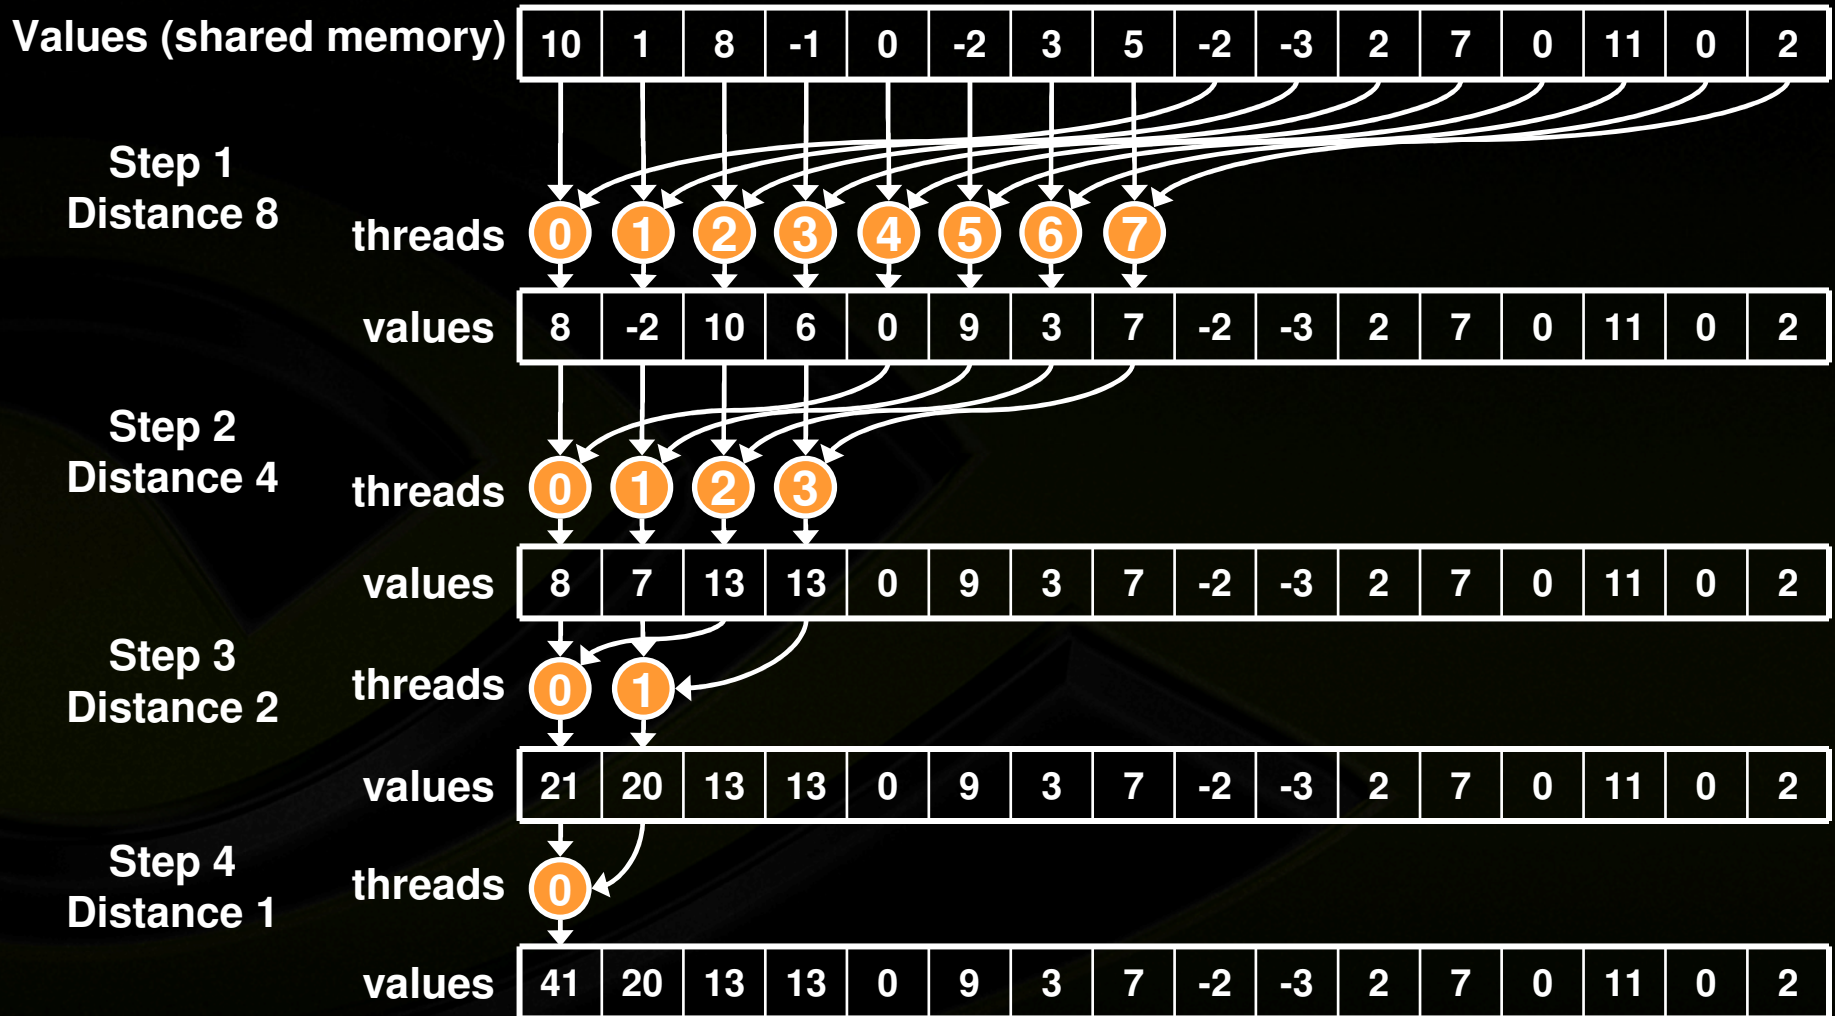 Values (shared memory) 10 1 8 -1 0 -2 3 5 -2 -3 2 7 0 11 0 2
Step 1
Distance 8
threads 0 1 2 3 4 5 6 7
values 8 -2 10 6 0 9 3 7 -2 -3 2 7 0 11 0 2
Step 2
Distance 4
threads 0 1 2 3
values 8 7 13 13 0 9 3 7 -2 -3 2 7 0 11 0 2
Step 3
Distance 2
threads 0 1
values 21 20 13 13 0 9 3 7 -2 -3 2 7 0 11 0 2
Step 4
Distance 1
threads 0
values 41 20 13 13 0 9 3 7 -2 -3 2 7 0 11 0 2